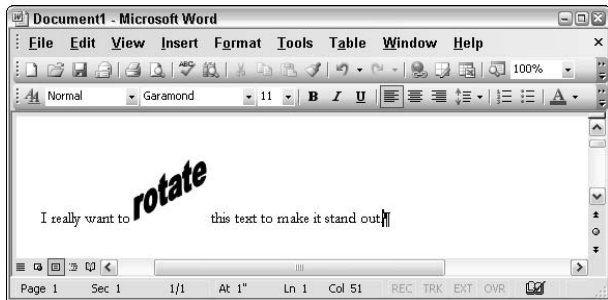 Document1 - Microsoft Word
File Edit View Insert Format Tools Table Window Help
ABC 100%
A4 Normal Garamond 11 B I U A
I really want to rotate this text to make it stand out.¶
Page 1 Sec 1 1/1 At 1" Ln 1 Col 51 REC TRK EXT OVR